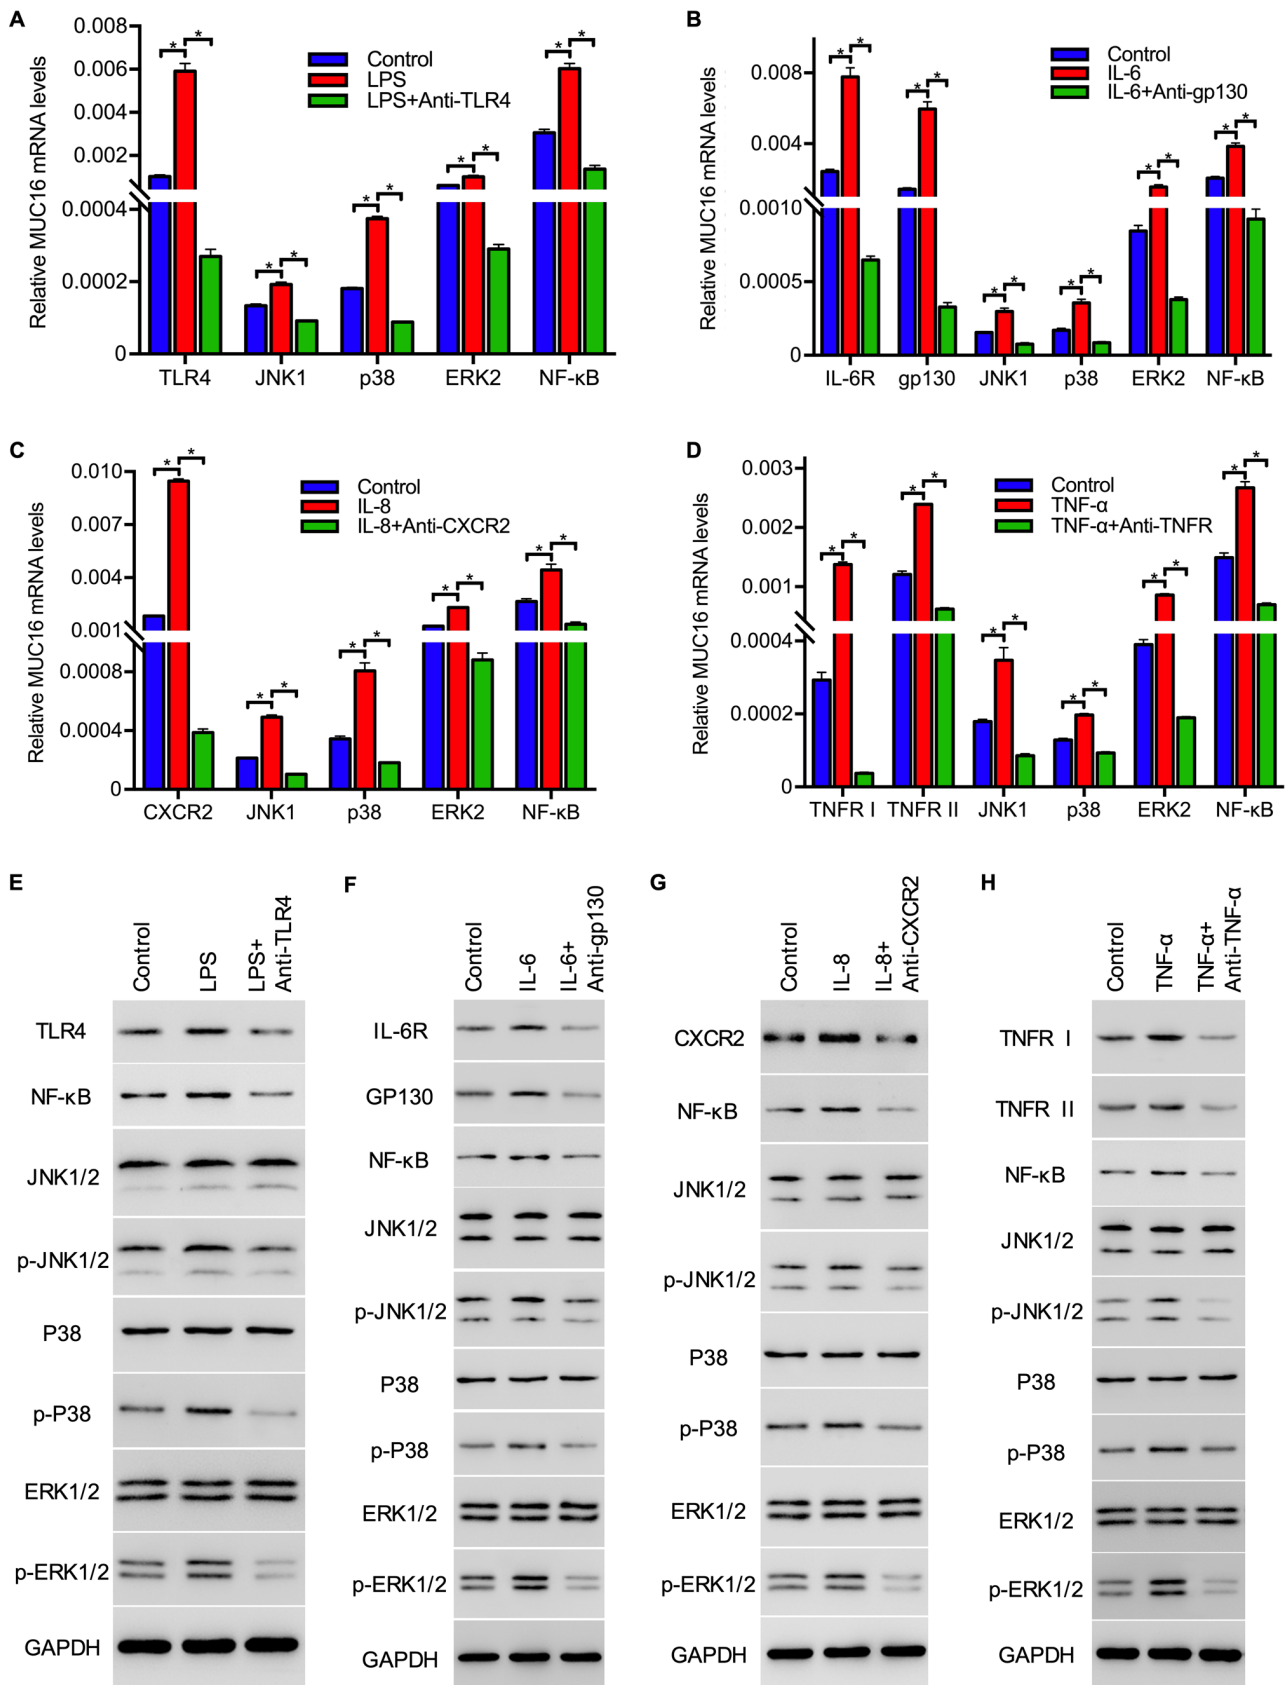 A
Relative MUC16 mRNA levels
0.008
0.006
0.004
0.002
0.0004
0.0002
0
Control
LPS
LPS+Anti-TLR4
* * * * * * * * * *
TLR4 JNK1 p38 ERK2 NF-κB
B
Relative MUC16 mRNA levels
0.008
0.004
0.0010
0.0005
0
Control
IL-6
IL-6+Anti-gp130
* * * * * * * * * * * *
IL-6R gp130 JNK1 p38 ERK2 NF-κB
C
Relative MUC16 mRNA levels
0.010
0.007
0.004
0.001
0.0008
0.0004
0
Control
IL-8
IL-8+Anti-CXCR2
* * * * * * * * * *
CXCR2 JNK1 p38 ERK2 NF-κB
D
Relative MUC16 mRNA levels
0.003
0.002
0.001
0.0004
0.0002
0
Control
TNF-α
TNF-α+Anti-TNFR
* * * * * * * * * * * *
TNFR I TNFR II JNK1 p38 ERK2 NF-κB
E
Control
LPS
LPS+
Anti-TLR4
TLR4
NF-κB
JNK1/2
p-JNK1/2
P38
p-P38
ERK1/2
p-ERK1/2
GAPDH
F
Control
IL-6
IL-6+
Anti-gp130
IL-6R
GP130
NF-κB
JNK1/2
p-JNK1/2
P38
p-P38
ERK1/2
p-ERK1/2
GAPDH
G
Control
IL-8
IL-8+
Anti-CXCR2
CXCR2
NF-κB
JNK1/2
p-JNK1/2
P38
p-P38
ERK1/2
p-ERK1/2
GAPDH
H
Control
TNF-α
TNF-α+
Anti-TNF-α
TNFR I
TNFR II
NF-κB
JNK1/2
p-JNK1/2
P38
p-P38
ERK1/2
p-ERK1/2
GAPDH